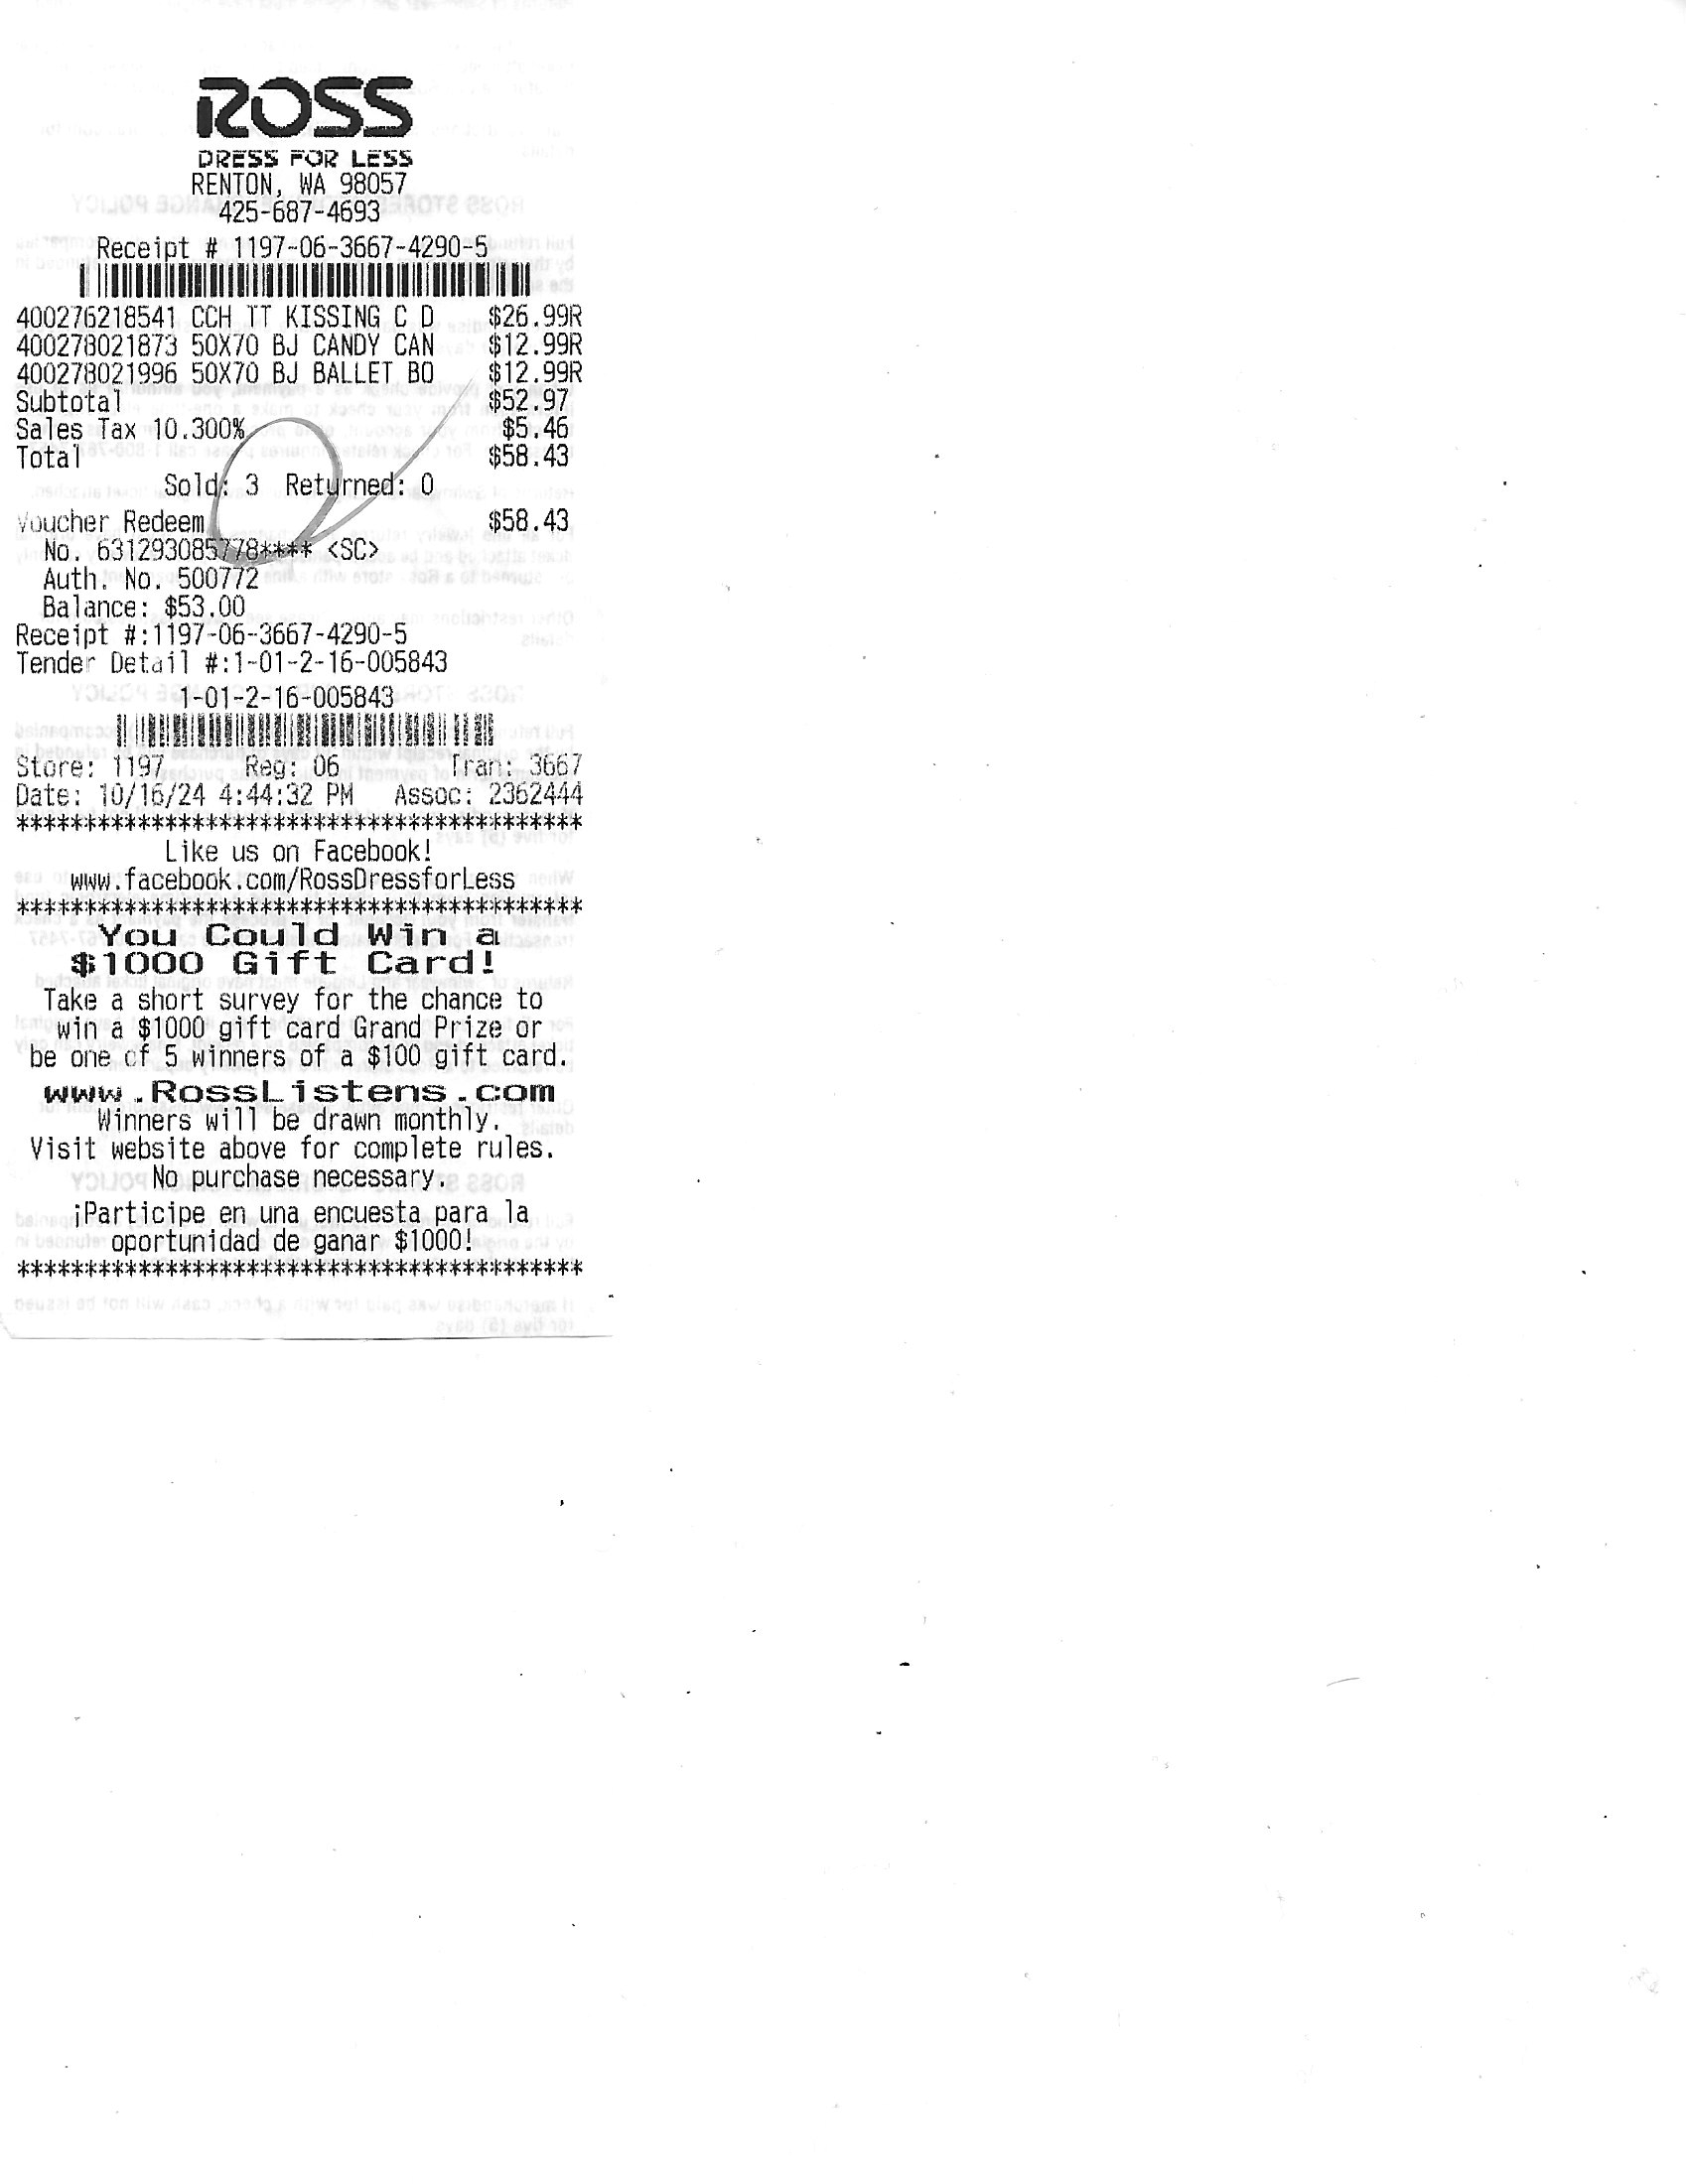 ROSS
DRESS FOR LESS
RENTON, WA 98057
425-687-4693
Receipt # 1197-06-3667-4290-5
400276218541 CCH TT KISSING C D $26.99R
400278021873 50X70 BJ CANDY CAN $12.99R
400278021996 50X70 BJ BALLET BO $12.99R
Subtotal $52.97
Sales Tax 10.300% $5.46
Total $58.43
Sold: 3 Returned: 0
Voucher Redeem $58.43
No. 631293085778**** <SC>
Auth. No. 500772
Balance: $53.00
Receipt #:1197-06-3667-4290-5
Tender Detail #:1-01-2-16-005843
1-01-2-16-005843
Store: 1197 Reg: 06 Tran: 3667
Date: 10/16/24 4:44:32 PM Assoc: 2362444
******************************************
Like us on Facebook!
www.facebook.com/RossDressforLess
******************************************
You Could Win a
$1000 Gift Card!
Take a short survey for the chance to
win a $1000 gift card Grand Prize or
be one of 5 winners of a $100 gift card.
www.RossListens.com
Winners will be drawn monthly.
Visit website above for complete rules.
No purchase necessary.
¡Participe en una encuesta para la
oportunidad de ganar $1000!
******************************************